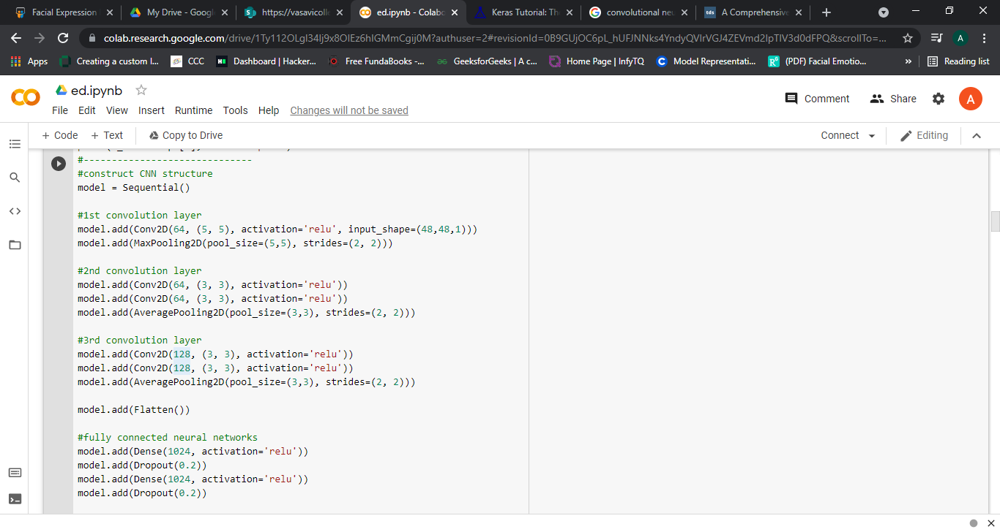 Facial Expression
My Drive - Googl
https://vasavicolle
ed.ipynb - Colabo
Keras Tutorial: Th
convolutional neu
tds A Comprehensive
colab.research.google.com/drive/1Ty112OLgI34Ij9x8OlEz6hIGMmCgij0M?authuser=2#revisionId=0B9GUjOC6pL_hUFJNNks4YndyQVIrVGJ4ZEVmd2IpTlV3d0dFPQ&scrollTo=...
A
Apps
Creating a custom l...
CCC
Dashboard | Hacker...
Free FundaBooks -...
GeeksforGeeks | A c...
Home Page | InfyTQ
Model Representati...
(PDF) Facial Emotio...
»
Reading list
ed.ipynb
Comment
Share
A
File Edit View Insert Runtime Tools Help Changes will not be saved
+ Code + Text Copy to Drive
Connect
Editing
#------------------------------
#construct CNN structure
model = Sequential()
#1st convolution layer
model.add(Conv2D(64, (5, 5), activation='relu', input_shape=(48,48,1)))
model.add(MaxPooling2D(pool_size=(5,5), strides=(2, 2)))
#2nd convolution layer
model.add(Conv2D(64, (3, 3), activation='relu'))
model.add(Conv2D(64, (3, 3), activation='relu'))
model.add(AveragePooling2D(pool_size=(3,3), strides=(2, 2)))
#3rd convolution layer
model.add(Conv2D(128, (3, 3), activation='relu'))
model.add(Conv2D(128, (3, 3), activation='relu'))
model.add(AveragePooling2D(pool_size=(3,3), strides=(2, 2)))
model.add(Flatten())
#fully connected neural networks
model.add(Dense(1024, activation='relu'))
model.add(Dropout(0.2))
model.add(Dense(1024, activation='relu'))
model.add(Dropout(0.2))